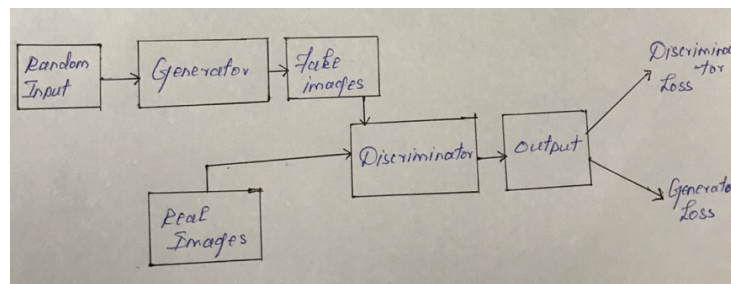 Random
Input
Generator
Fake
images
Discriminator
Output
Discrimina
-tor
Loss
Generato
Loss
Real
Images